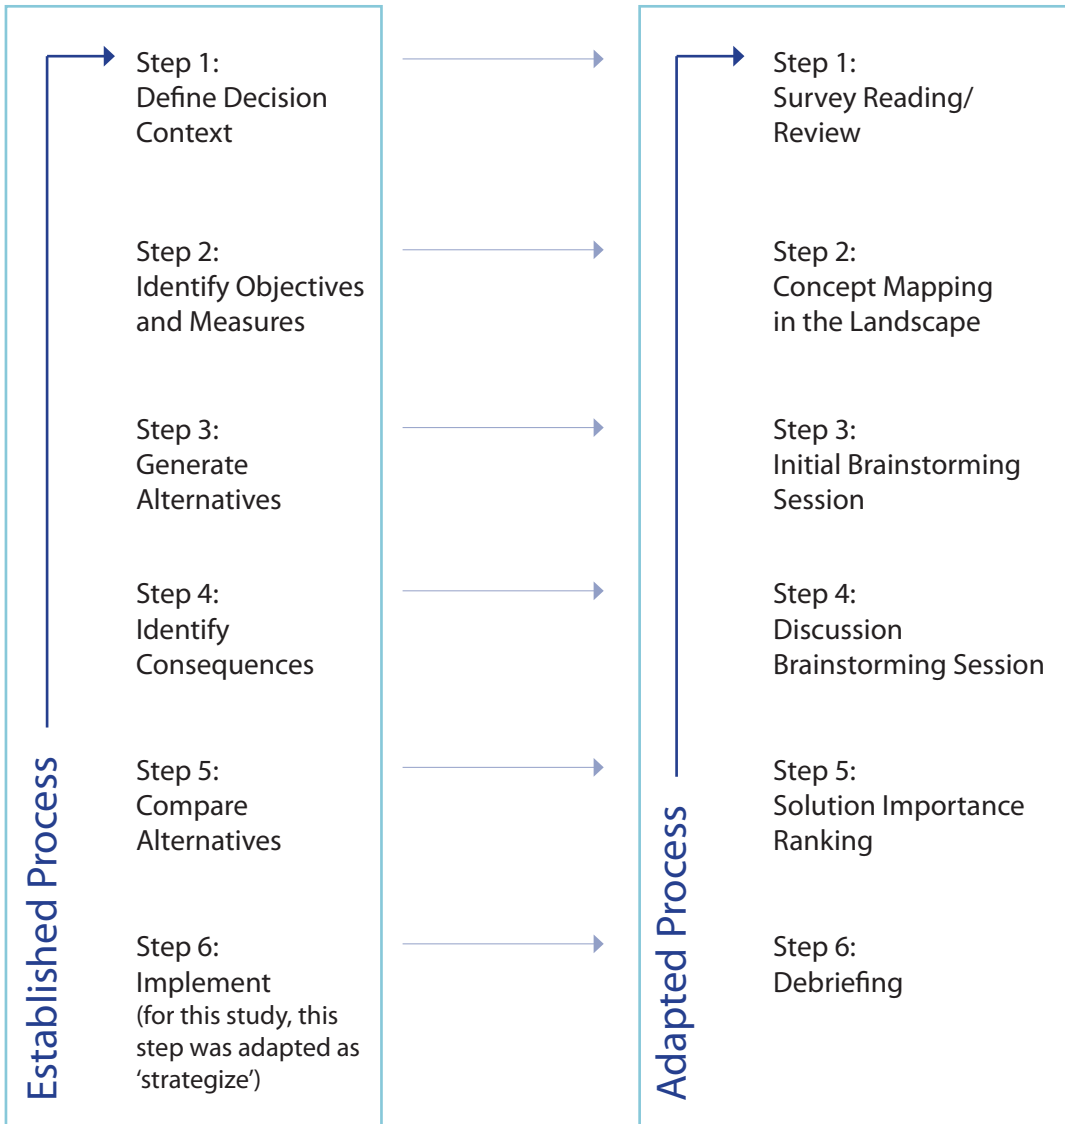 Established Process
Step 1:
Define Decision
Context
Step 2:
Identify Objectives
and Measures
Step 3:
Generate
Alternatives
Step 4:
Identify
Consequences
Step 5:
Compare
Alternatives
Step 6:
Implement
(for this study, this
step was adapted as
‘strategize’)
Adapted Process
Step 1:
Survey Reading/
Review
Step 2:
Concept Mapping
in the Landscape
Step 3:
Initial Brainstorming
Session
Step 4:
Discussion
Brainstorming Session
Step 5:
Solution Importance
Ranking
Step 6:
Debriefing